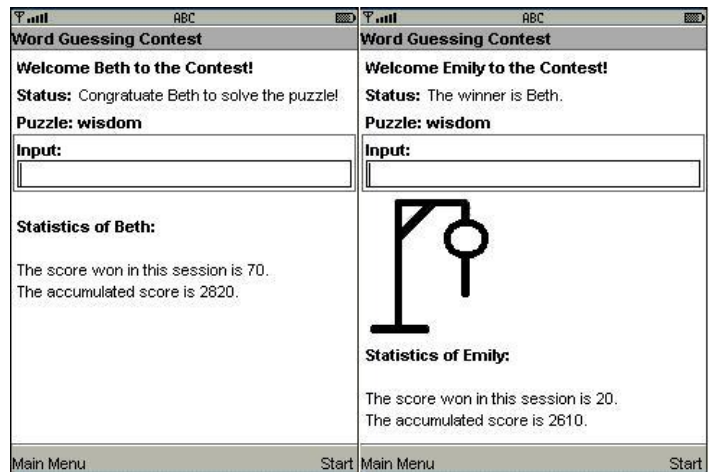 ABC
Word Guessing Contest
Welcome Beth to the Contest!
Status: Congratuate Beth to solve the puzzle!
Puzzle: wisdom
Input:
Statistics of Beth:
The score won in this session is 70.
The accumulated score is 2820.
Main Menu Start
ABC
Word Guessing Contest
Welcome Emily to the Contest!
Status: The winner is Beth.
Puzzle: wisdom
Input:
Statistics of Emily:
The score won in this session is 20.
The accumulated score is 2610.
Main Menu Start